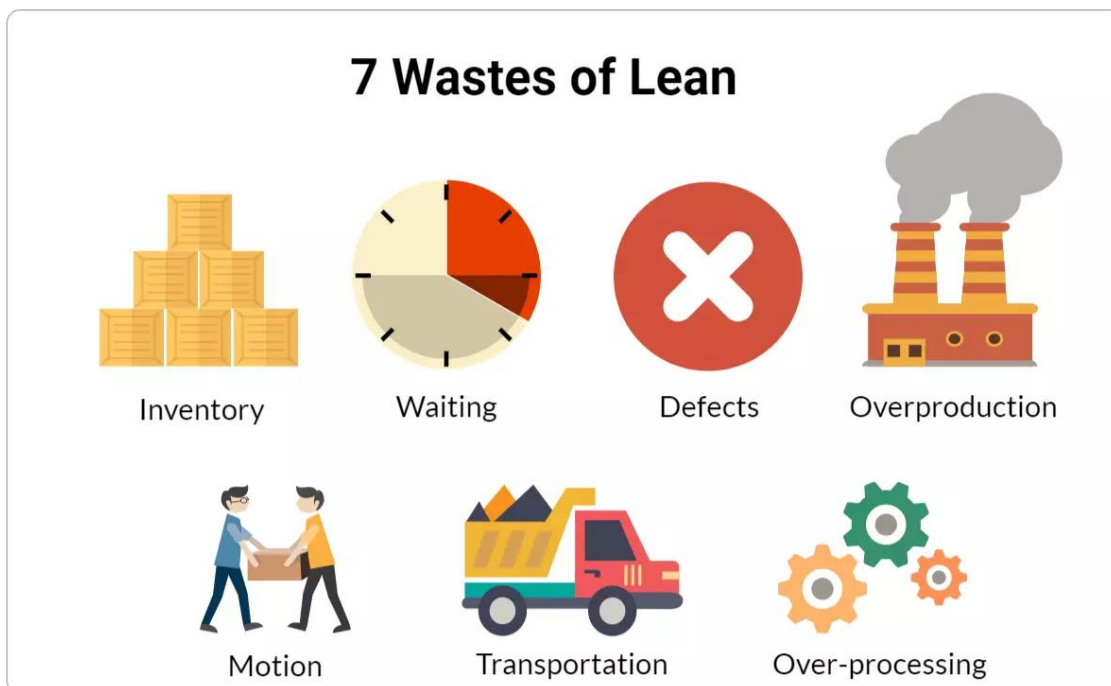 7 Wastes of Lean
Inventory
Waiting
Defects
Overproduction
Motion
Transportation
Over-processing